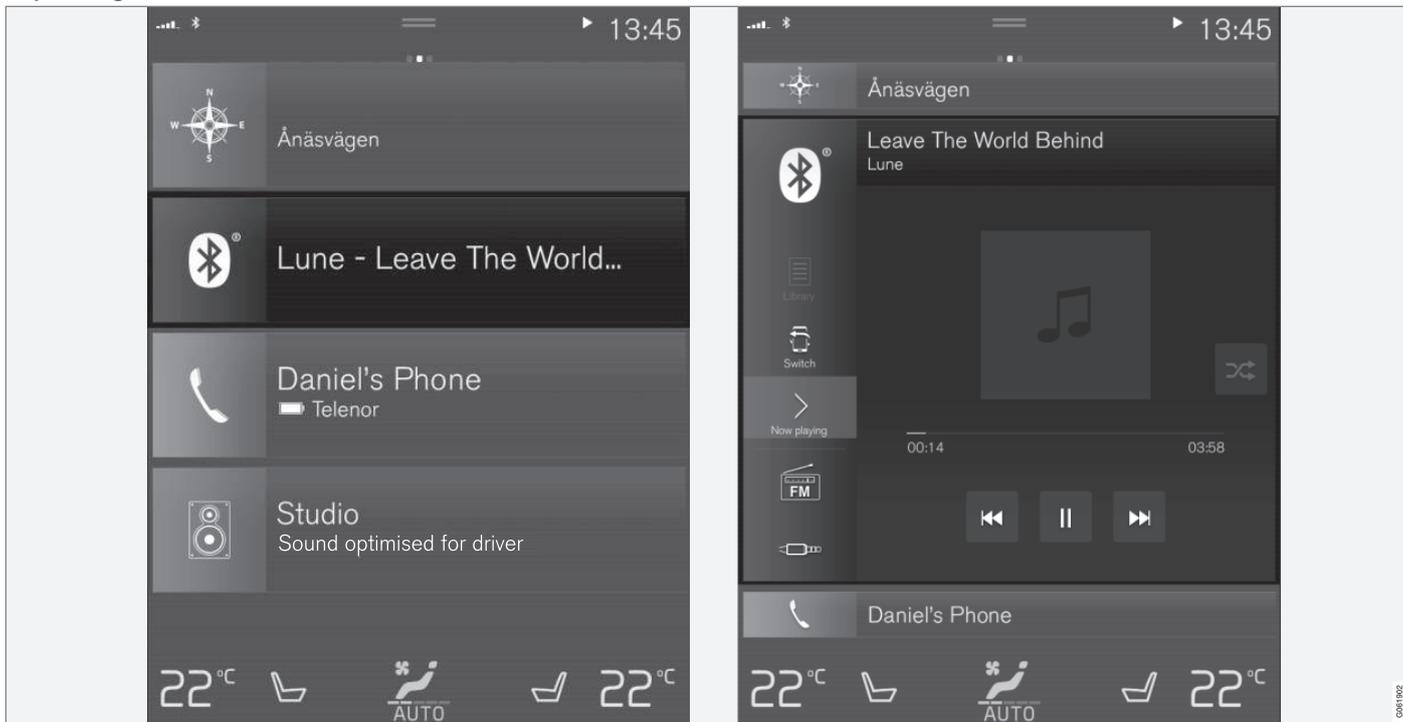 13:45
N
W E
S
Ånäsvägen
Lune - Leave The World...
Daniel's Phone
Telenor
Studio
Sound optimised for driver
22°C
AUTO
22°C
13:45
N
W E
S
Ånäsvägen
Leave The World Behind
Lune
Library
Switch
Now playing
00:14
03:58
FM
Daniel's Phone
22°C
AUTO
22°C
G061902